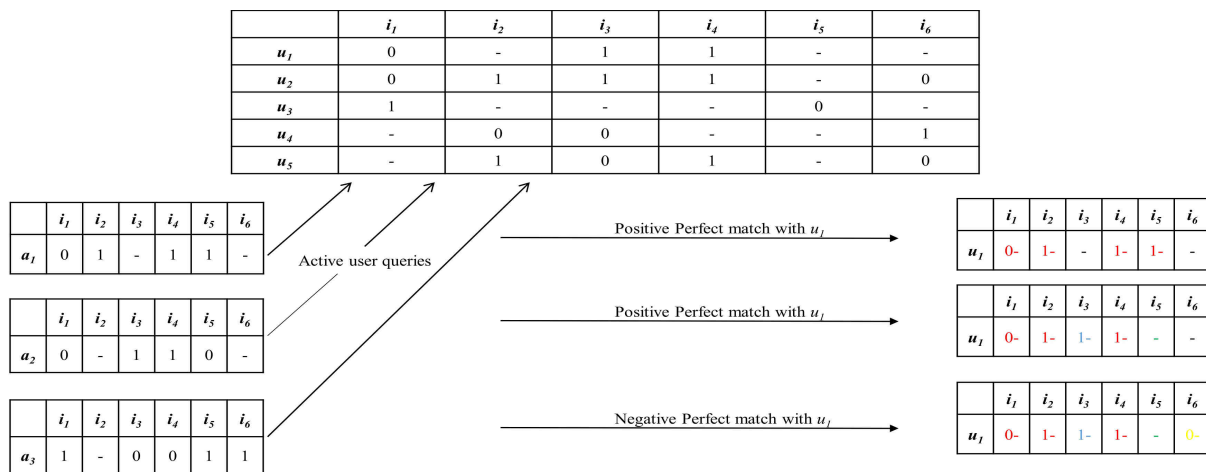 i1 i2 i3 i4 i5 i6
u1 0 - 1 1 - -
u2 0 1 1 1 - 0
u3 1 - - - 0 -
u4 - 0 0 - - 1
u5 - 1 0 1 - 0
i1 i2 i3 i4 i5 i6
a1 0 1 - 1 1 -
Active user queries
Positive Perfect match with u1
i1 i2 i3 i4 i5 i6
u1 0- 1- - 1- 1- -
i1 i2 i3 i4 i5 i6
a2 0 - 1 1 0 -
Positive Perfect match with u1
i1 i2 i3 i4 i5 i6
u1 0- 1- 1- 1- - -
i1 i2 i3 i4 i5 i6
a3 1 - 0 0 1 1
Negative Perfect match with u1
i1 i2 i3 i4 i5 i6
u1 0- 1- 1- 1- - 0-